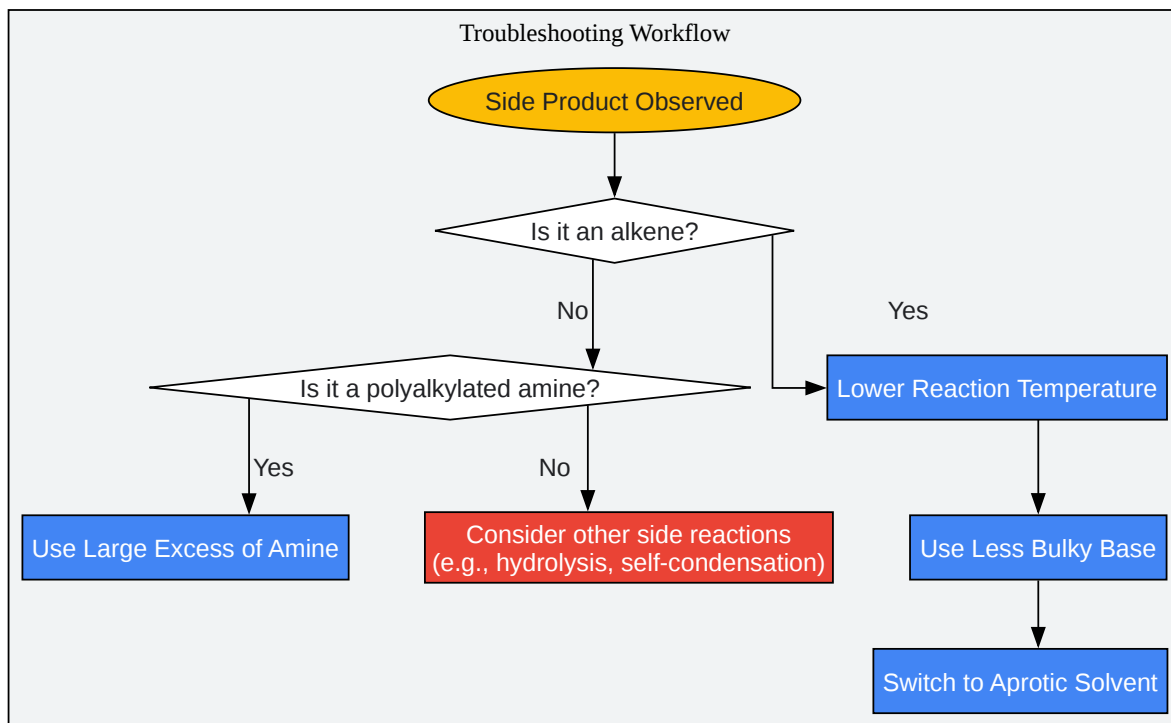 Troubleshooting Workflow
Side Product Observed
Is it an alkene?
No
Yes
Is it a polyalkylated amine?
Lower Reaction Temperature
Yes
No
Use Large Excess of Amine
Consider other side reactions
(e.g., hydrolysis, self-condensation)
Use Less Bulky Base
Switch to Aprotic Solvent